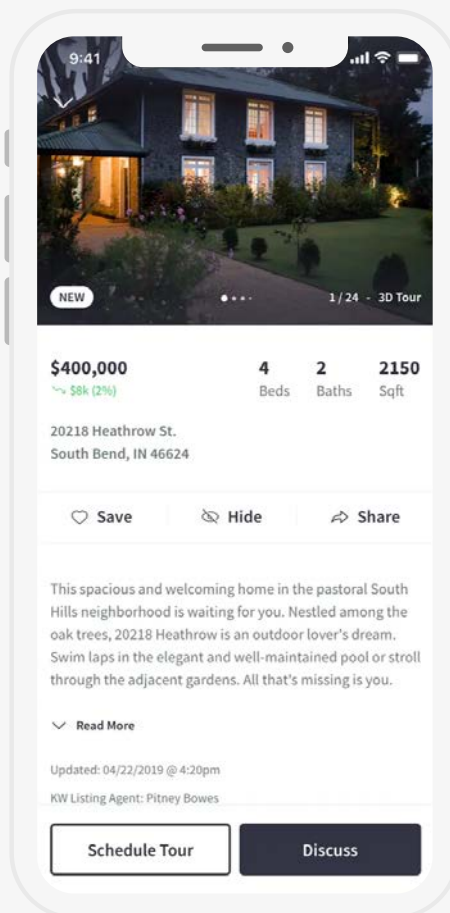 9:41
NEW
1 / 24 - 3D Tour
$400,000
4
2
2150
$8k (2%)
Beds
Baths
Sqft
20218 Heathrow St.
South Bend, IN 46624
Save
Hide
Share
This spacious and welcoming home in the pastoral South
Hills neighborhood is waiting for you. Nestled among the
oak trees, 20218 Heathrow is an outdoor lover's dream.
Swim laps in the elegant and well-maintained pool or stroll
through the adjacent gardens. All that's missing is you.
Read More
Updated: 04/22/2019 @ 4:20pm
KW Listing Agent: Pitney Bowes
Schedule Tour
Discuss